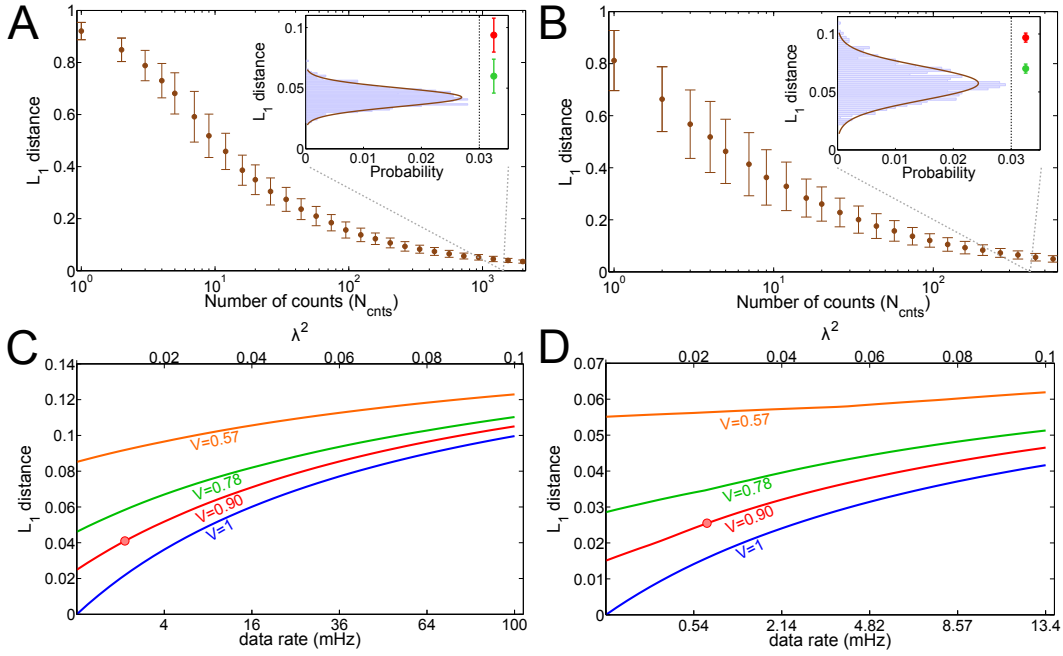 A
L1 distance
1
0.8
0.6
0.4
0.2
0
10^0
10^1
10^2
10^3
Number of counts (N_cnts)
L1 distance
0.1
0.05
0
0
0.01
0.02
0.03
Probability
B
L1 distance
1
0.8
0.6
0.4
0.2
0
10^0
10^1
10^2
Number of counts (N_cnts)
L1 distance
0.1
0.05
0
0
0.01
0.02
0.03
Probability
C
λ^2
0.02
0.04
0.06
0.08
0.1
L1 distance
0.14
0.12
0.1
0.08
0.06
0.04
0.02
0
V=0.57
V=0.78
V=0.90
V=1
4
16
36
64
100
data rate (mHz)
D
λ^2
0.02
0.04
0.06
0.08
0.1
L1 distance
0.07
0.06
0.05
0.04
0.03
0.02
0.01
0
V=0.57
V=0.78
V=0.90
V=1
0.54
2.14
4.82
8.57
13.4
data rate (mHz)